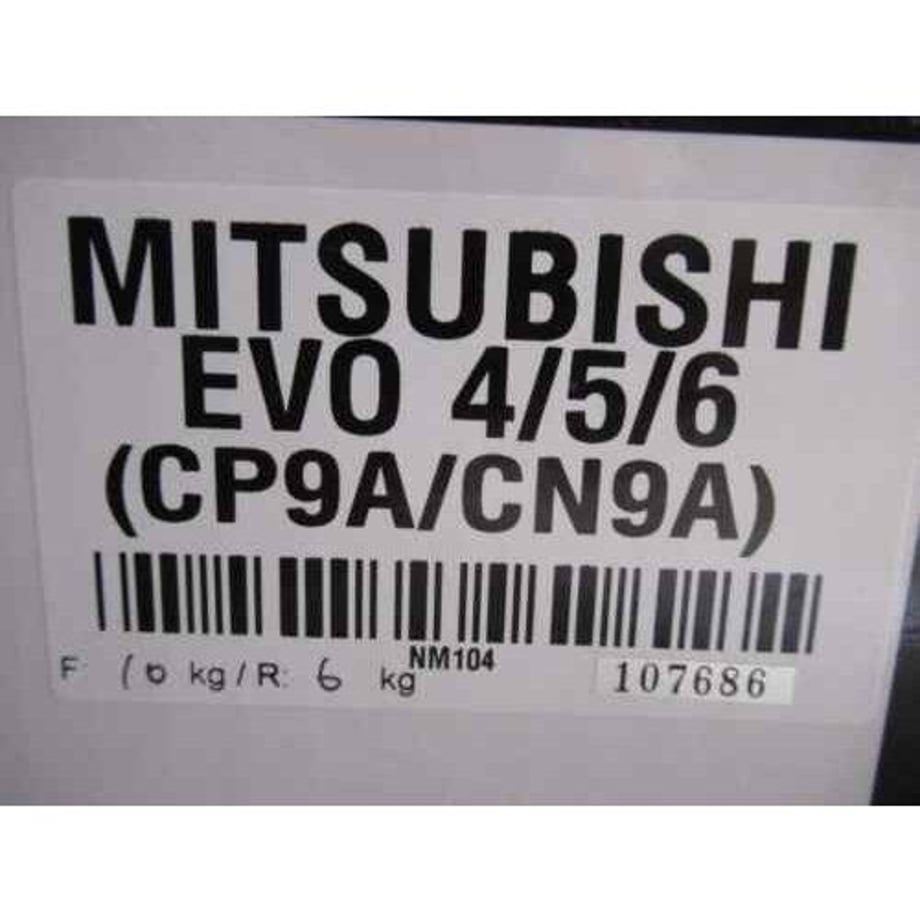 MITSUBISHI
EVO 4/5/6
(CP9A/CN9A)
NM104
F: 10 kg / R: 6 kg
107686